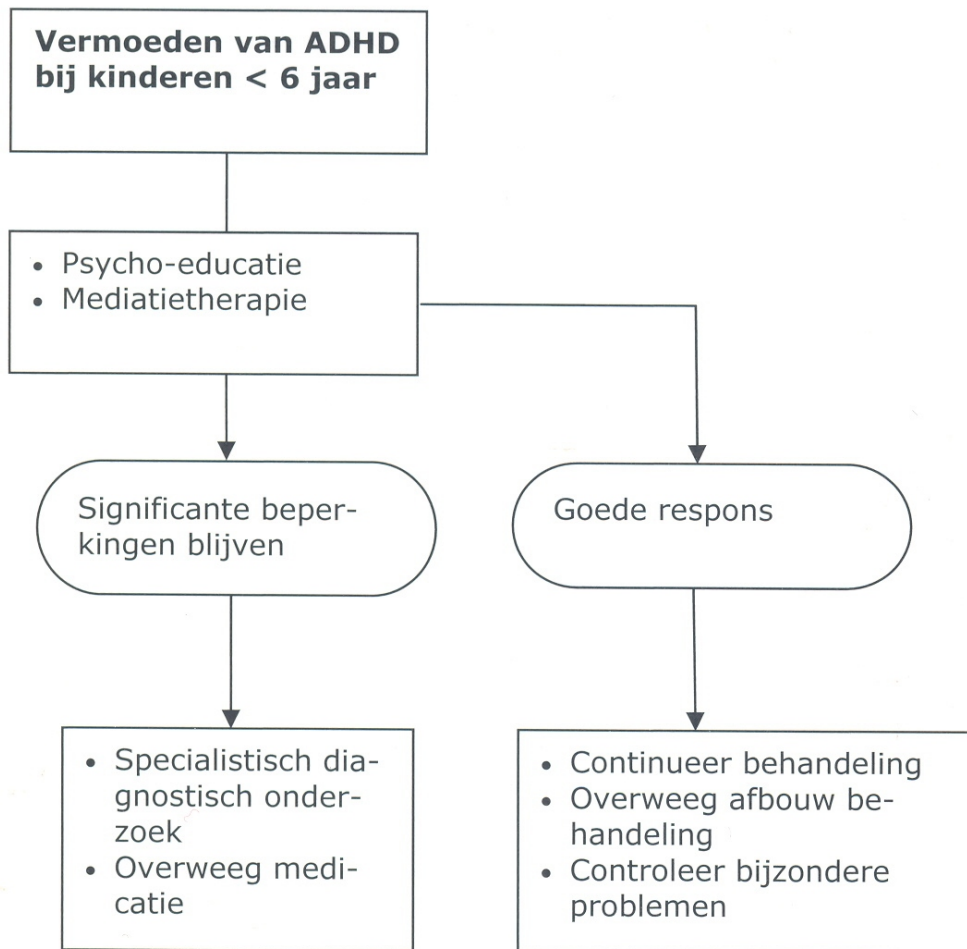 Vermoeden van ADHD
bij kinderen < 6 jaar
• Psycho-educatie
• Mediatietherapie
Significante beper-
kingen blijven
Goede respons
• Specialistisch dia-
gnostisch onder-
zoek
• Overweeg medi-
catie
• Continueer behandeling
• Overweeg afbouw be-
handeling
• Controleer bijzondere
problemen